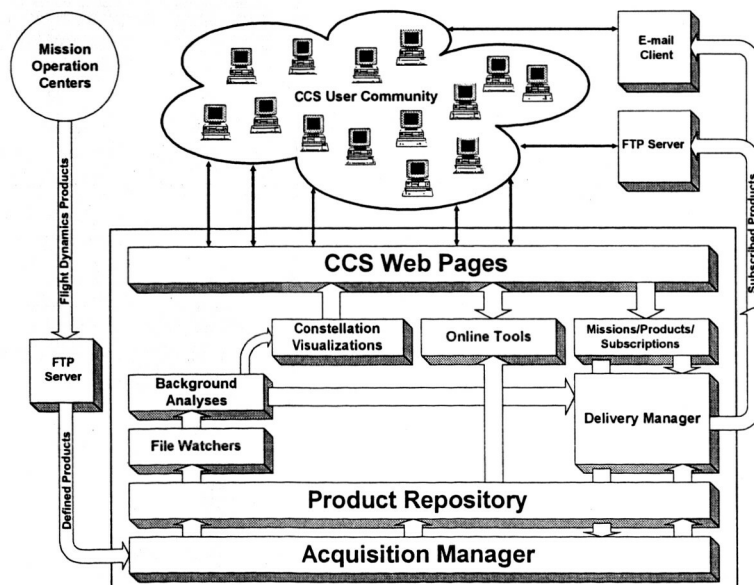 Mission
Operation
Centers
CCS User Community
E-mail
Client
FTP Server
Flight Dynamics Products
Subscribed Products
CCS Web Pages
FTP
Server
Constellation
Visualizations
Online Tools
Missions/Products/
Subscriptions
Background
Analyses
Delivery Manager
File Watchers
Defined Products
Product Repository
Acquisition Manager